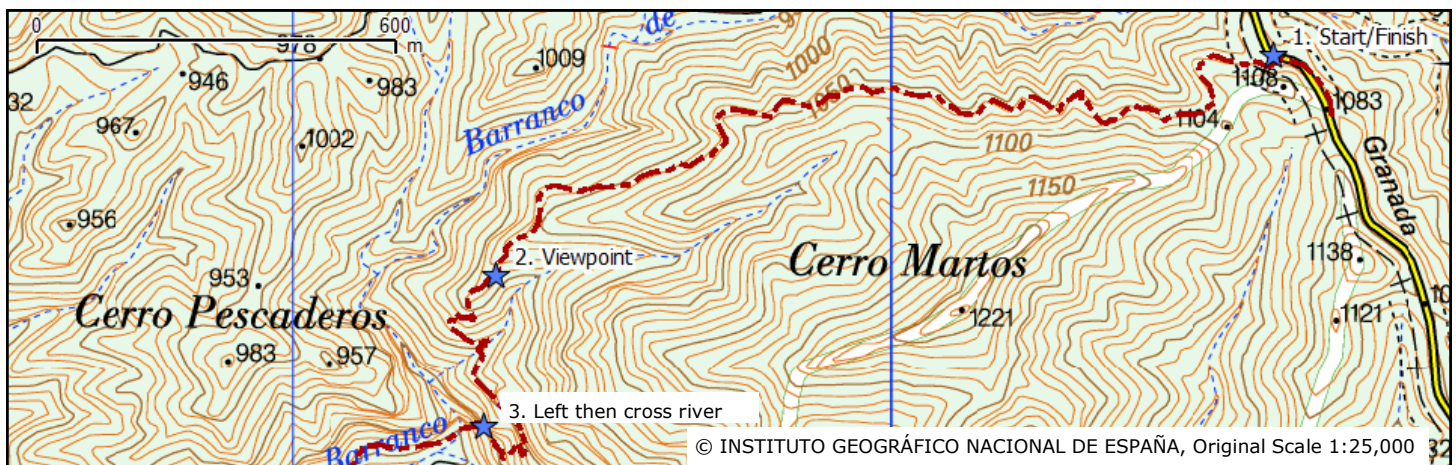 0
600
m
978
de
1009
983
946
32
967
1002
Barranco
1000
1050
1. Start/Finish
1108
1083
1104
1100
1150
Granada
956
2. Viewpoint
Cerro Martos
1138
953
Cerro Pescaderos
1221
1121
983
957
3. Left then cross river
Barranco
© INSTITUTO GEOGRÁFICO NACIONAL DE ESPAÑA, Original Scale 1:25,000